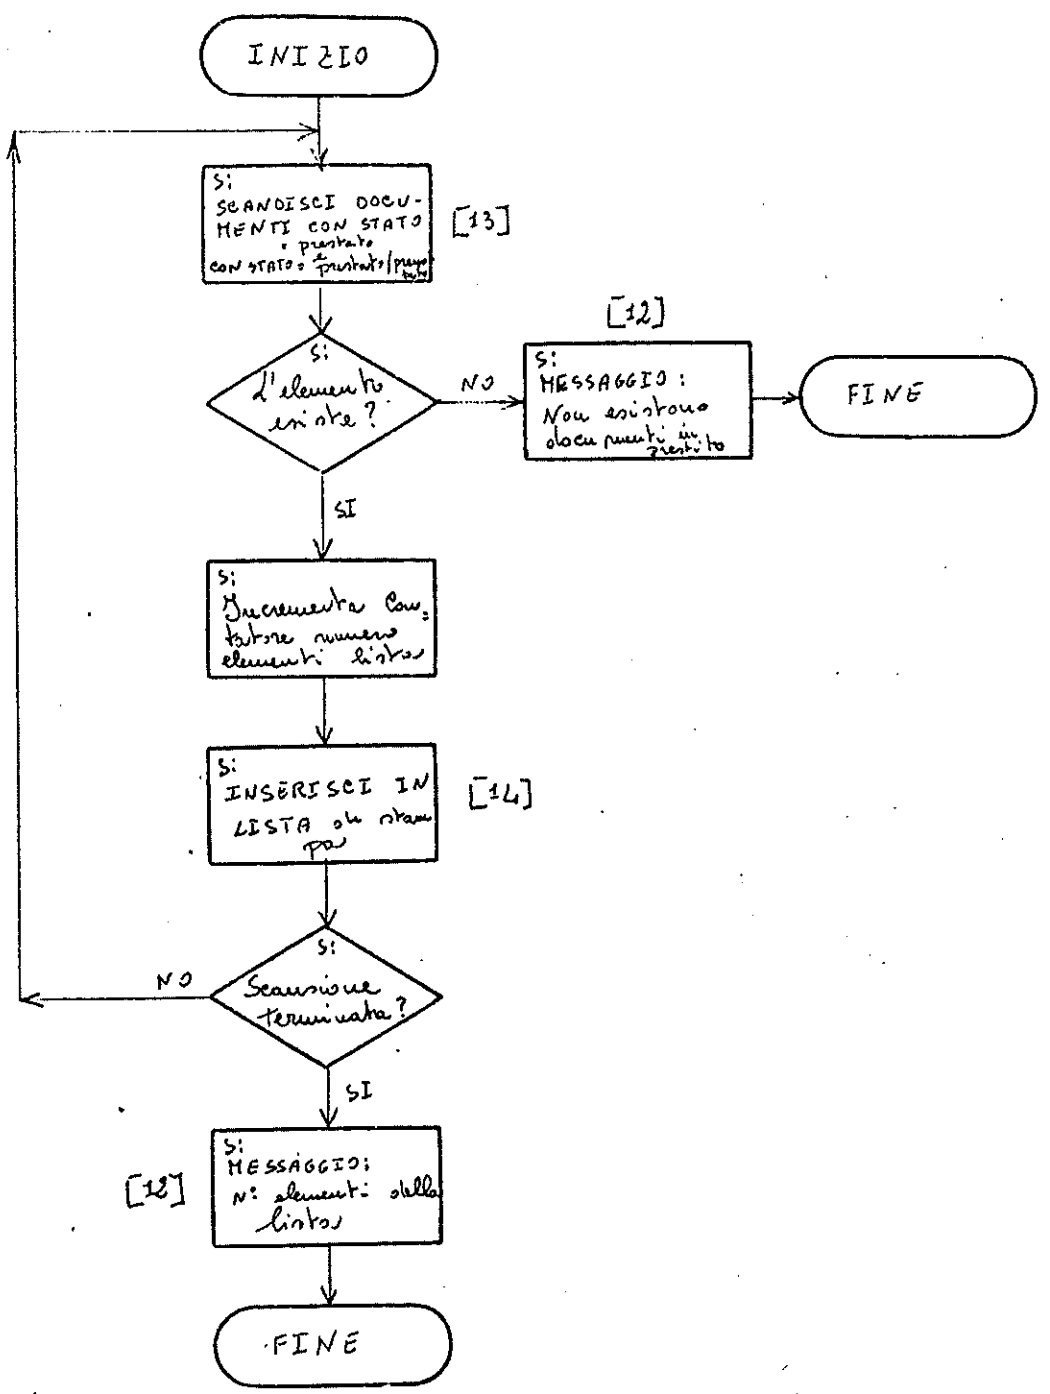 INIZIO
S:
SCANDISCI DOCU-
MENTI CON STATO
= prestato
e
CON STATO = prestato/preno
tato
[13]
S:
L'elemento
esiste?
NO
[12]
S:
MESSAGGIO:
Non esistono
documenti in
prestito
FINE
SI
S:
Incrementa Con-
tatore numero
elementi lista
S:
INSERISCI IN
LISTA di stam
pa
[14]
S:
Scansione
terminata?
NO
SI
S:
MESSAGGIO:
N° elementi della
lista
[12]
FINE